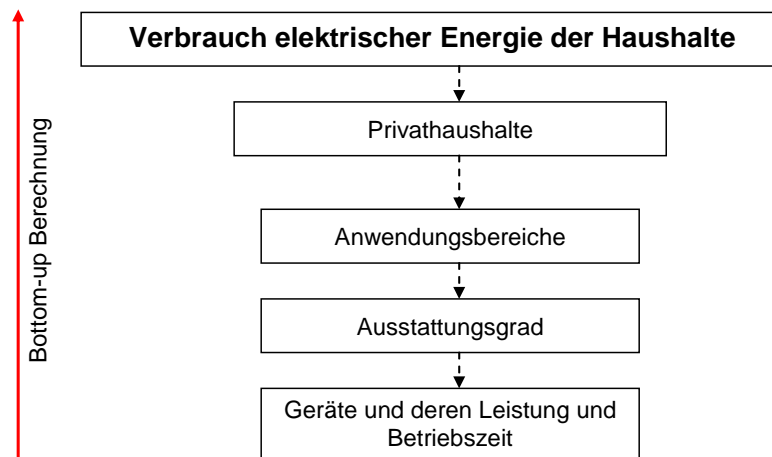 Verbrauch elektrischer Energie der Haushalte
Privathaushalte
Anwendungsbereiche
Ausstattungsgrad
Geräte und deren Leistung und
Betriebszeit
Bottom-up Berechnung